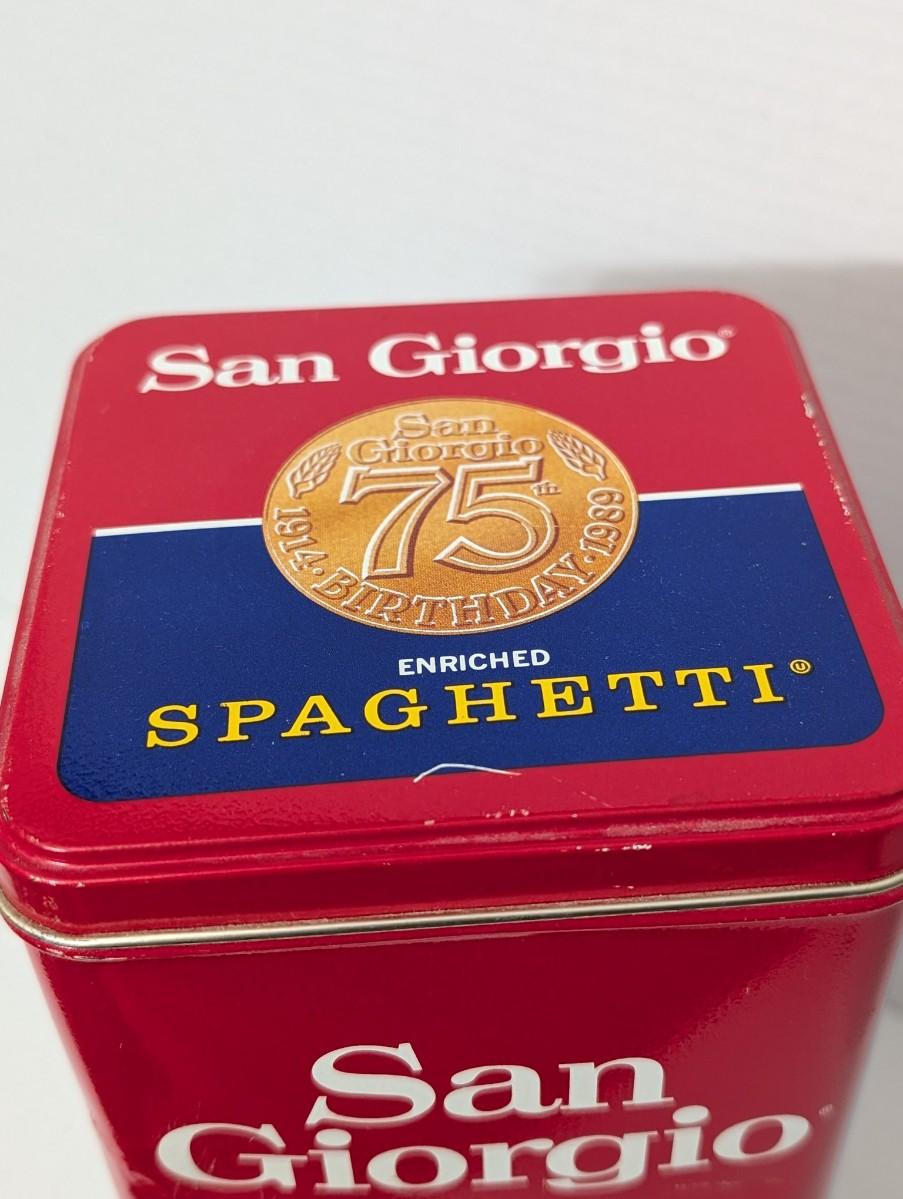 San Giorgio®
San
Giorgio
75th
1914·BIRTHDAY·1989
ENRICHED
SPAGHETTI Ⓤ
San
Giorgio®